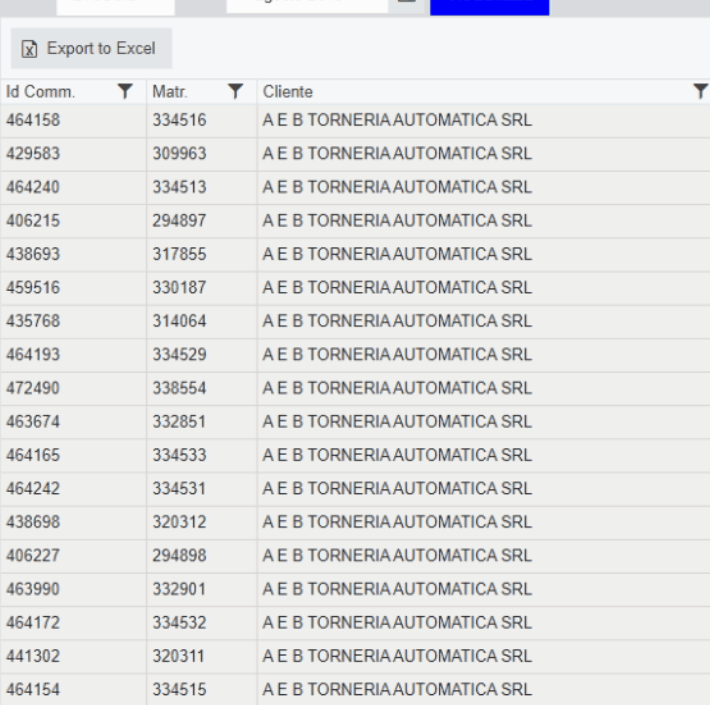 Export to Excel
Id Comm. Matr. Cliente
464158 334516 A E B TORNERIA AUTOMATICA SRL
429583 309963 A E B TORNERIA AUTOMATICA SRL
464240 334513 A E B TORNERIA AUTOMATICA SRL
406215 294897 A E B TORNERIA AUTOMATICA SRL
438693 317855 A E B TORNERIA AUTOMATICA SRL
459516 330187 A E B TORNERIA AUTOMATICA SRL
435768 314064 A E B TORNERIA AUTOMATICA SRL
464193 334529 A E B TORNERIA AUTOMATICA SRL
472490 338554 A E B TORNERIA AUTOMATICA SRL
463674 332851 A E B TORNERIA AUTOMATICA SRL
464165 334533 A E B TORNERIA AUTOMATICA SRL
464242 334531 A E B TORNERIA AUTOMATICA SRL
438698 320312 A E B TORNERIA AUTOMATICA SRL
406227 294898 A E B TORNERIA AUTOMATICA SRL
463990 332901 A E B TORNERIA AUTOMATICA SRL
464172 334532 A E B TORNERIA AUTOMATICA SRL
441302 320311 A E B TORNERIA AUTOMATICA SRL
464154 334515 A E B TORNERIA AUTOMATICA SRL